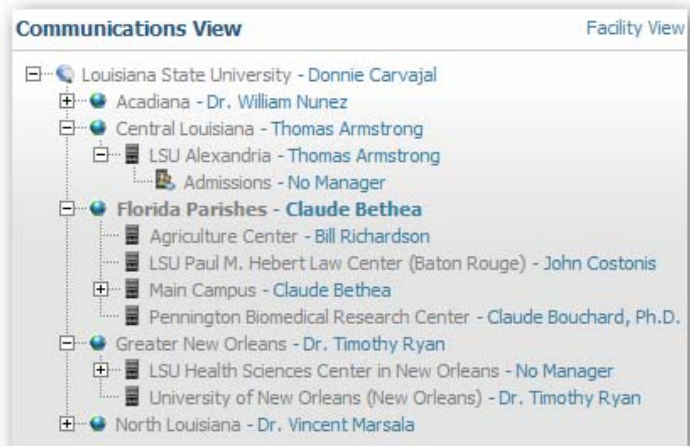 Communications View
Facility View
Louisiana State University - Donnie Carvajal
Acadiana - Dr. William Nunez
Central Louisiana - Thomas Armstrong
LSU Alexandria - Thomas Armstrong
Admissions - No Manager
Florida Parishes - Claude Bethea
Agriculture Center - Bill Richardson
LSU Paul M. Hebert Law Center (Baton Rouge) - John Costonis
Main Campus - Claude Bethea
Pennington Biomedical Research Center - Claude Bouchard, Ph.D.
Greater New Orleans - Dr. Timothy Ryan
LSU Health Sciences Center in New Orleans - No Manager
University of New Orleans (New Orleans) - Dr. Timothy Ryan
North Louisiana - Dr. Vincent Marsala